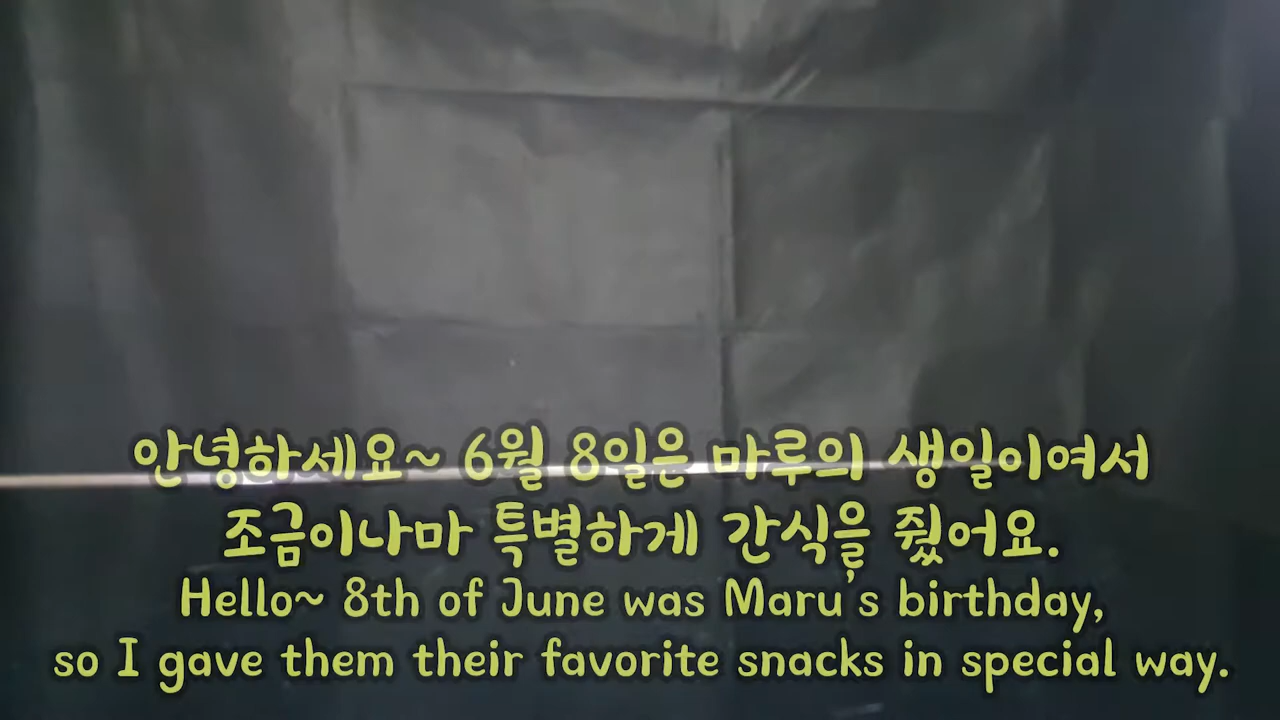 안녕하세요~ 6월 8일은 마루의 생일이여서
조금이나마 특별하게 간식을 줬어요.
Hello~ 8th of June was Maru's birthday,
so I gave them their favorite snacks in special way.